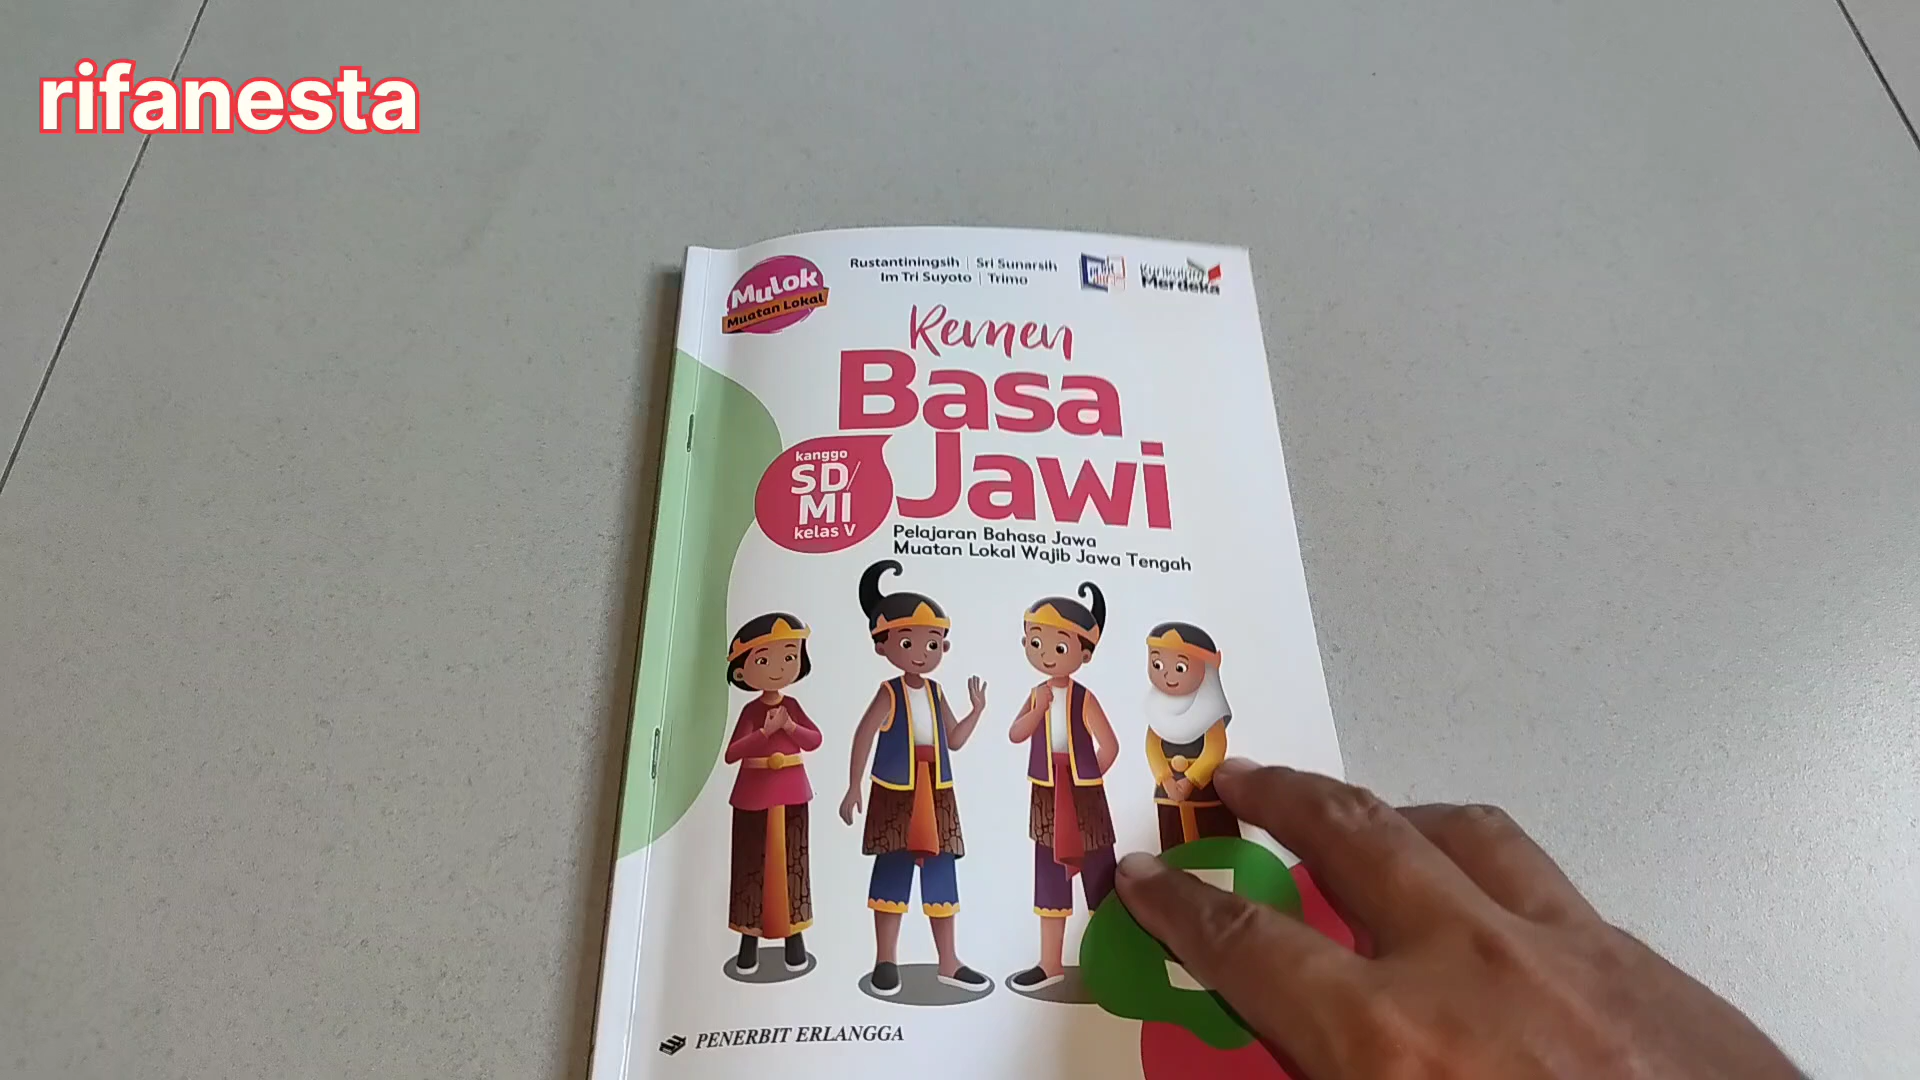 rifanesta
Mulok
Muatan Lokal
Rustantiningsih | Sri Sunarsih
Im Tri Suyoto | Trimo
Kurikulum
Merdeka
Remen
Basa
Jawi
kanggo
SD/
MI
kelas V
Pelajaran Bahasa Jawa
Muatan Lokal Wajib Jawa Tengah
PENERBIT ERLANGGA